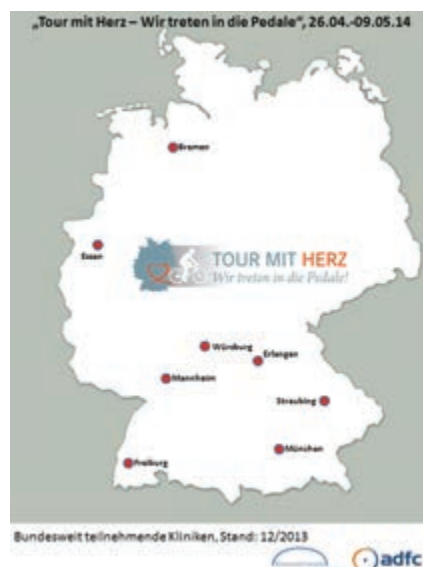 „Tour mit Herz – Wir treten in die Pedale“, 26.04.-09.05.14
Bremen
Essen
TOUR MIT HERZ
Wir treten in die Pedale!
Würzburg
Erlangen
Mannheim
Straubing
München
Freiburg
Bundesweit teilnehmende Kliniken, Stand: 12/2013
adfc